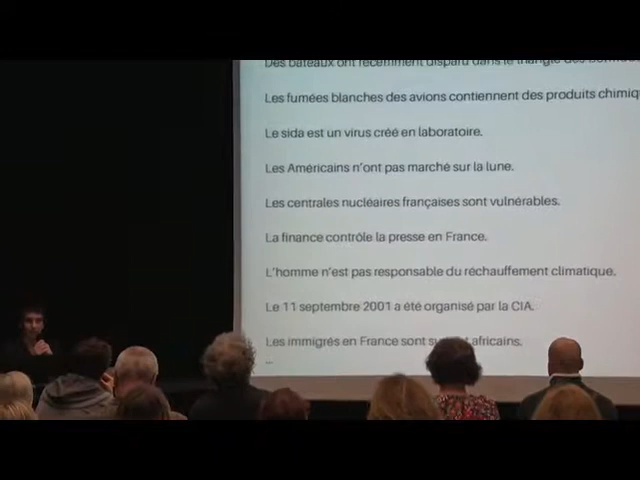 Des bateaux ont récemment disparu dans le triangle des
Les fumées blanches des avions contiennent des produits
Le sida est un virus créé en laboratoire.
Les Américains n'ont pas marché sur la lune.
Les centrales nucléaires françaises sont vulnérables.
La finance contrôle la presse en France.
L'homme n'est pas responsable du réchauffement climatique.
Le 11 septembre 2001 a été organisé par la CIA.
Les immigrés en France sont africains.
...